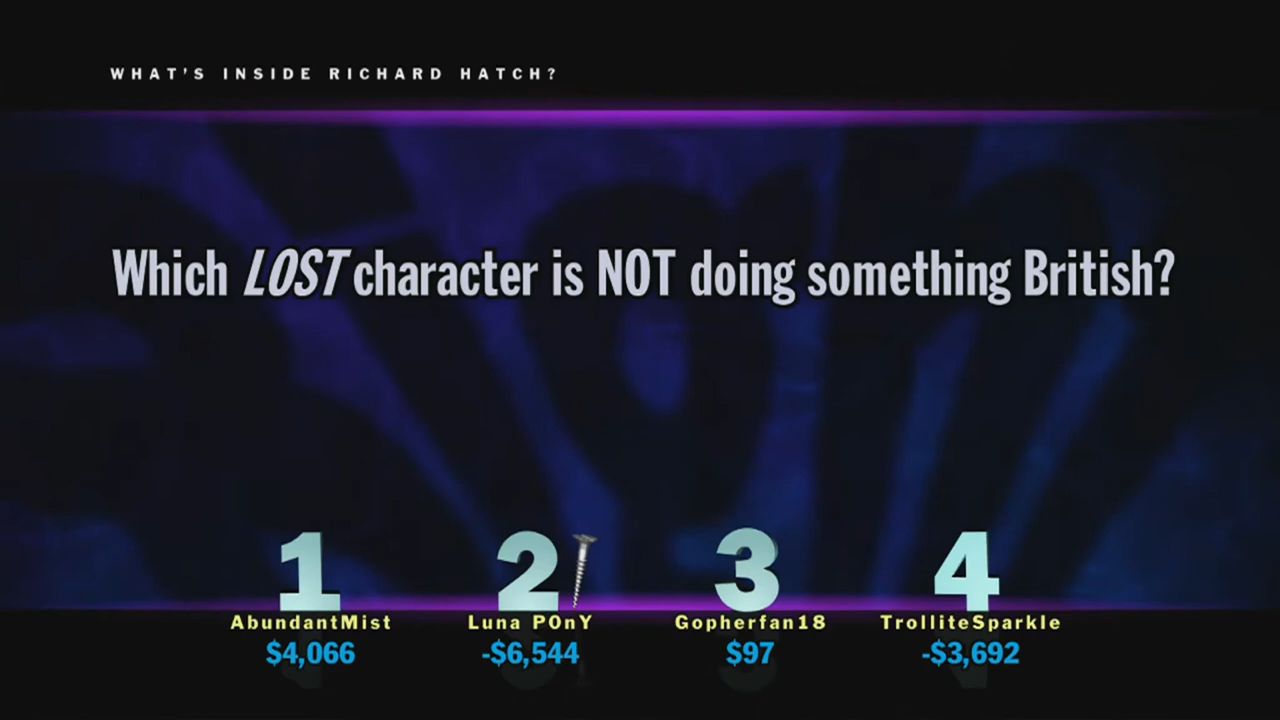 WHAT'S INSIDE RICHARD HATCH?
Which LOST character is NOT doing something British?
1 2 3 4
AbundantMist Luna P0nY Gopherfan18 TrolliteSparkle
$4,066 -$6,544 $97 -$3,692